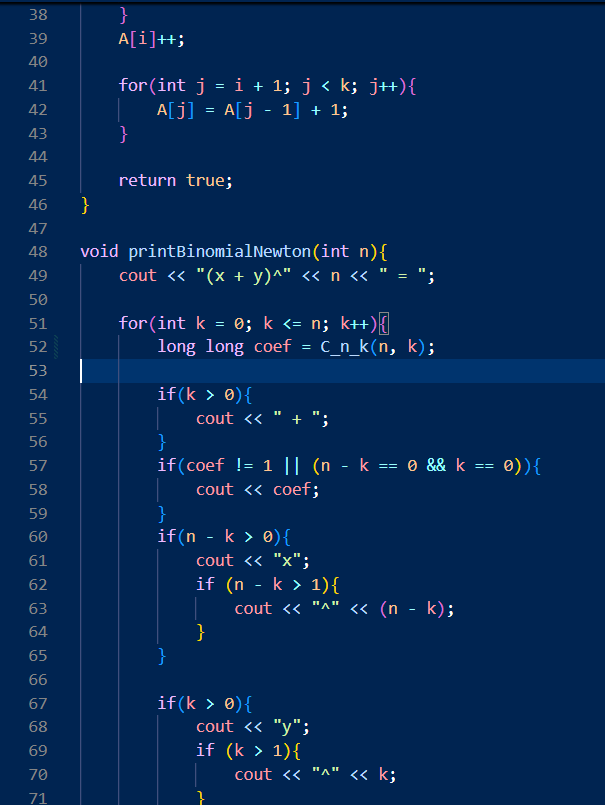 38 }
39 A[i]++;
40
41 for(int j = i + 1; j < k; j++){
42 A[j] = A[j - 1] + 1;
43 }
44
45 return true;
46 }
47
48 void printBinomialNewton(int n){
49 cout << "(x + y)^" << n << " = ";
50
51 for(int k = 0; k <= n; k++){
52 long long coef = C_n_k(n, k);
53
54 if(k > 0){
55 cout << " + ";
56 }
57 if(coef != 1 || (n - k == 0 && k == 0)){
58 cout << coef;
59 }
60 if(n - k > 0){
61 cout << "x";
62 if (n - k > 1){
63 cout << "^" << (n - k);
64 }
65 }
66
67 if(k > 0){
68 cout << "y";
69 if (k > 1){
70 cout << "^" << k;
71 }